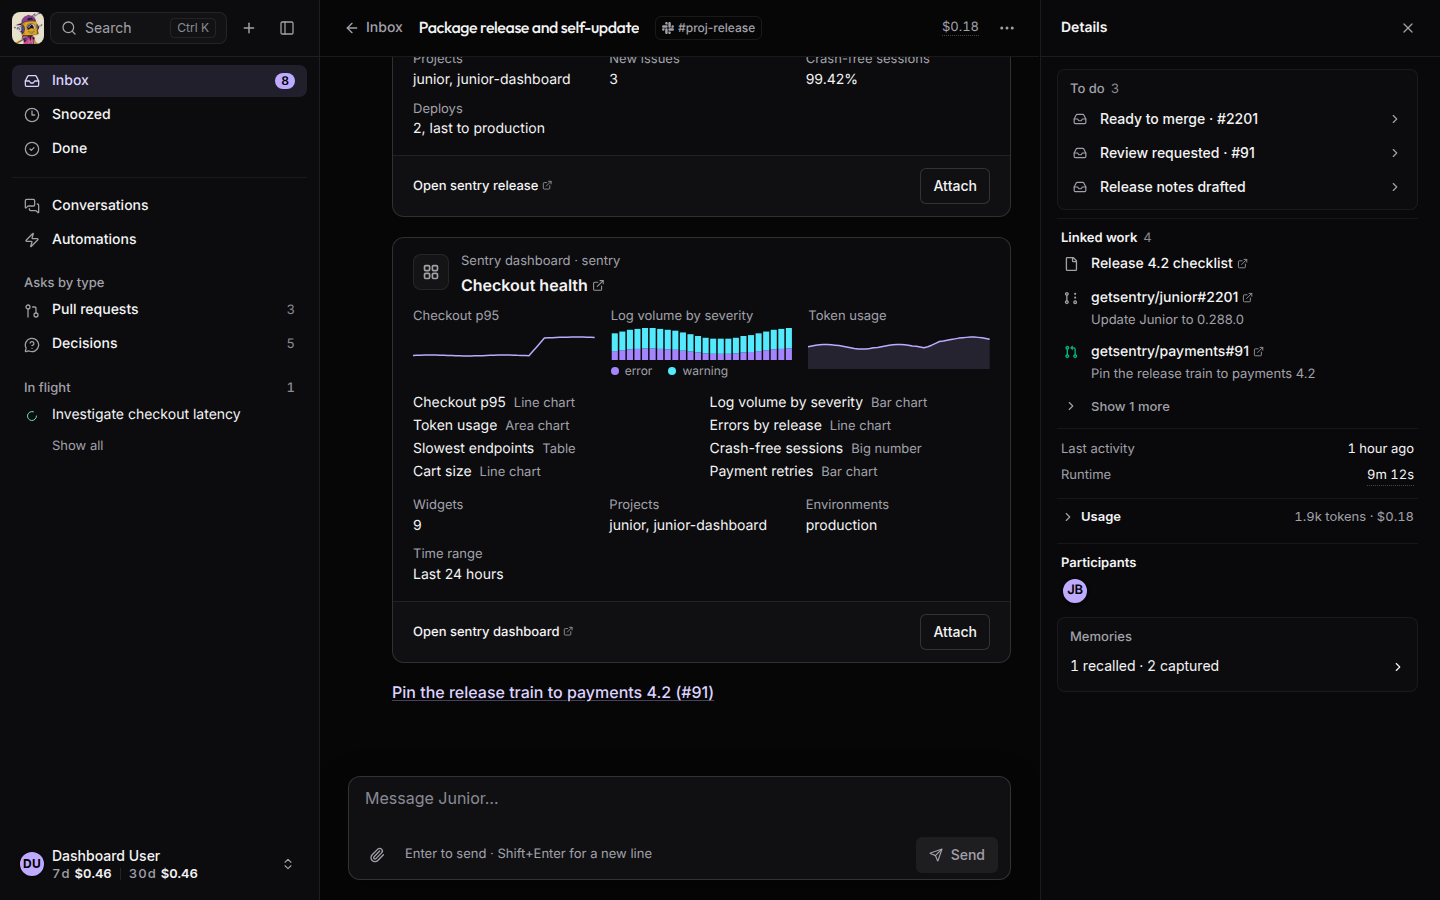 Search
Ctrl K
Inbox
8
Snoozed
Done
Conversations
Automations
Asks by type
Pull requests
3
Decisions
5
In flight
1
Investigate checkout latency
Show all
DU
Dashboard User
7d $0.46
30d $0.46
Inbox
Package release and self-update
#proj-release
$0.18
Projects
New issues
Crash-free sessions
junior, junior-dashboard
3
99.42%
Deploys
2, last to production
Open sentry release
Attach
Sentry dashboard · sentry
Checkout health
Checkout p95
Log volume by severity
Token usage
error
warning
Checkout p95 Line chart
Log volume by severity Bar chart
Token usage Area chart
Errors by release Line chart
Slowest endpoints Table
Crash-free sessions Big number
Cart size Line chart
Payment retries Bar chart
Widgets
Projects
Environments
9
junior, junior-dashboard
production
Time range
Last 24 hours
Open sentry dashboard
Attach
Pin the release train to payments 4.2 (#91)
Message Junior...
Enter to send · Shift+Enter for a new line
Send
Details
To do 3
Ready to merge · #2201
Review requested · #91
Release notes drafted
Linked work 4
Release 4.2 checklist
getsentry/junior#2201
Update Junior to 0.288.0
getsentry/payments#91
Pin the release train to payments 4.2
Show 1 more
Last activity
1 hour ago
Runtime
9m 12s
Usage
1.9k tokens · $0.18
Participants
JB
Memories
1 recalled · 2 captured